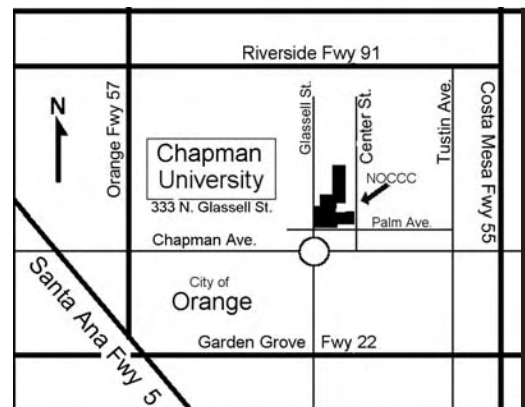 Riverside Fwy 91
N
Orange Fwy 57
Glassell St.
Center St.
Tustin Ave.
Costa Mesa Fwy 55
Chapman
University
333 N. Glassell St.
NOCCC
Palm Ave.
Chapman Ave.
City of
Orange
Santa Ana Fwy 5
Garden Grove Fwy 22